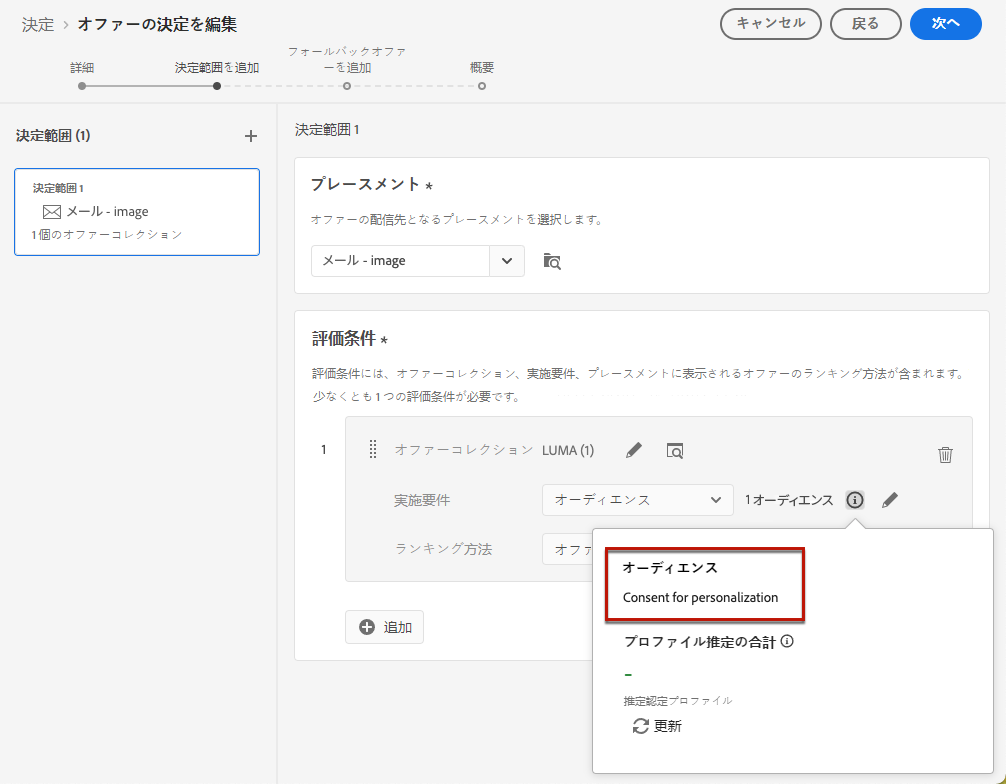 決定 > オファーの決定を編集
キャンセル
戻る
次へ
詳細
決定範囲を追加
フォールバックオファ
ーを追加
概要
決定範囲 (1)
決定範囲 1
メール - image
1個のオファーコレクション
決定範囲 1
プレースメント *
オファーの配信先となるプレースメントを選択します。
メール - image
評価条件 *
評価条件には、オファーコレクション、実施要件、プレースメントに表示されるオファーのランキング方法が含まれます。
少なくとも 1 つの評価条件が必要です。
1
オファーコレクション LUMA (1)
実施要件
オーディエンス
1 オーディエンス
ランキング方法
オファ
追加
オーディエンス
Consent for personalization
プロファイル推定の合計
–
推定認定プロファイル
更新